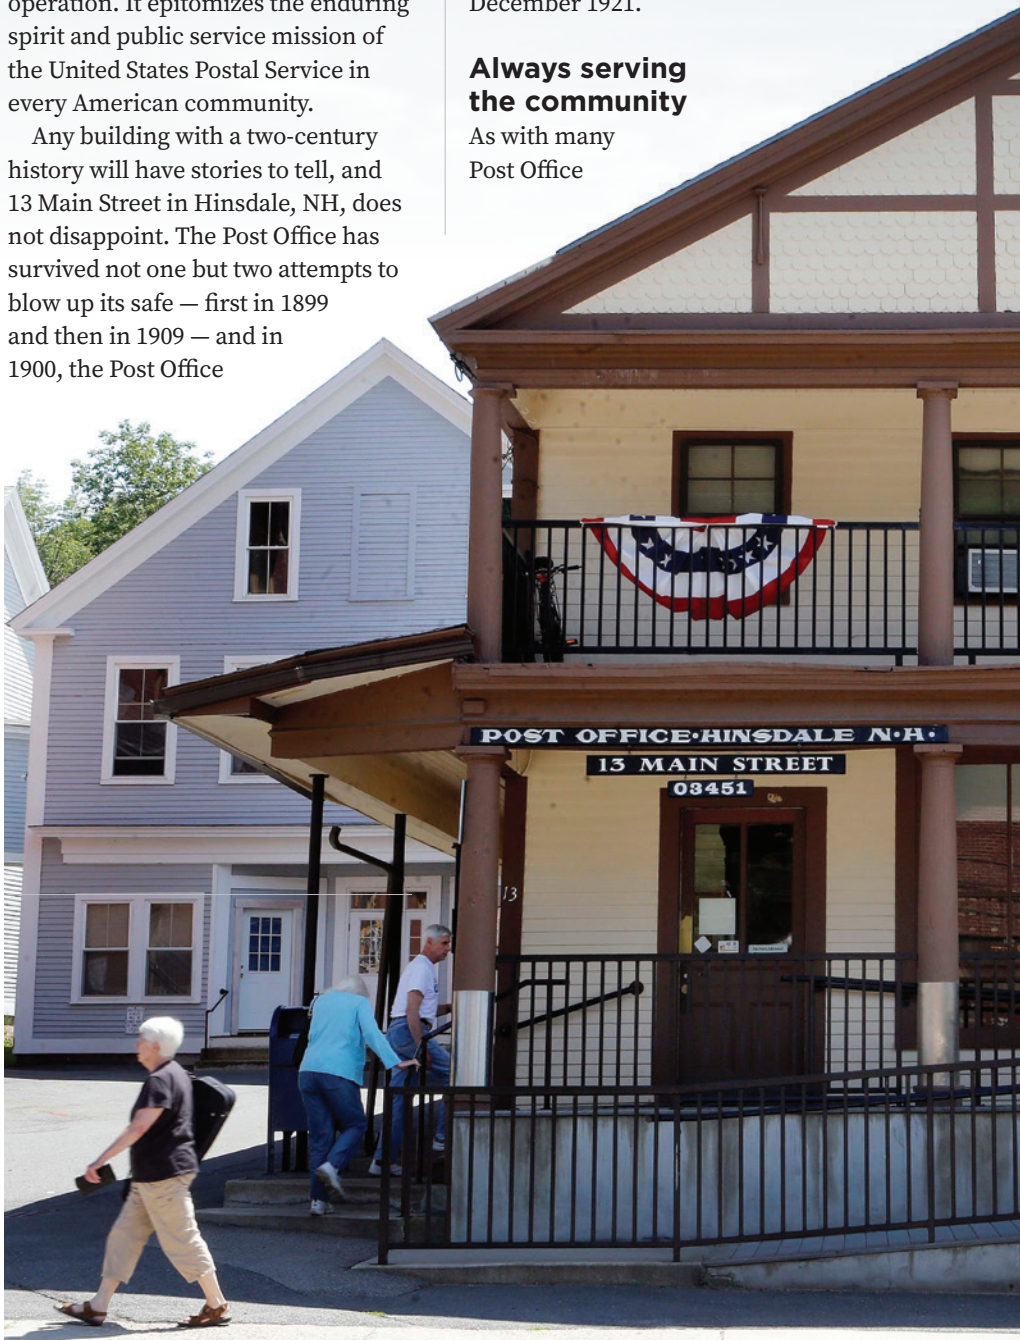 operation. It epitomizes the enduring
spirit and public service mission of
the United States Postal Service in
every American community.
Any building with a two-century
history will have stories to tell, and
13 Main Street in Hinsdale, NH, does
not disappoint. The Post Office has
survived not one but two attempts to
blow up its safe — first in 1899
and then in 1909 — and in
1900, the Post Office
December 1921.
Always serving
the community
As with many
Post Office
POST OFFICE•HINSDALE N•H•
13 MAIN STREET
03451
13